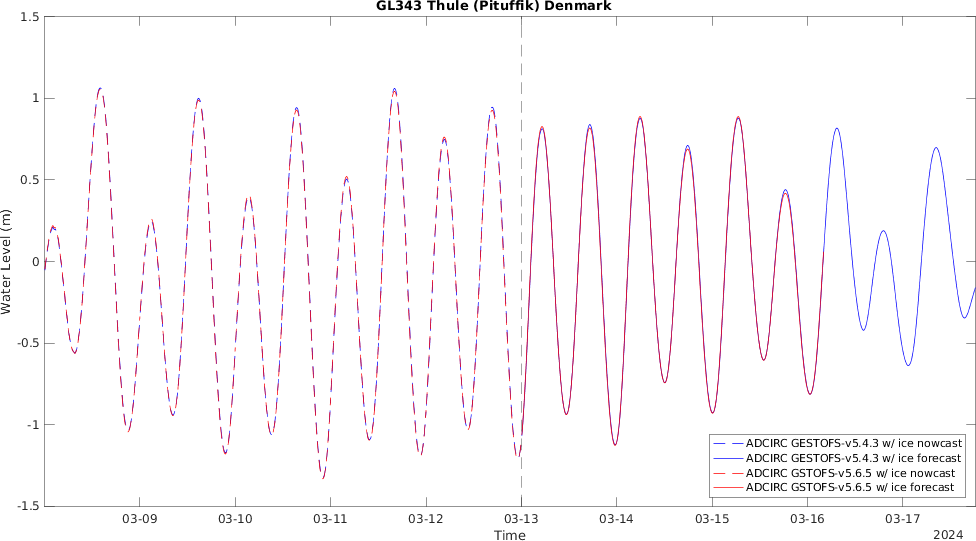 GL343 Thule (Pituffik) Denmark
1.5
1
0.5
0
-0.5
-1
-1.5
Water Level (m)
ADCIRC GESTOFS-v5.4.3 w/ ice nowcast
ADCIRC GESTOFS-v5.4.3 w/ ice forecast
ADCIRC GSTOFS-v5.6.5 w/ ice nowcast
ADCIRC GSTOFS-v5.6.5 w/ ice forecast
03-09 03-10 03-11 03-12 03-13 03-14 03-15 03-16 03-17
Time
2024